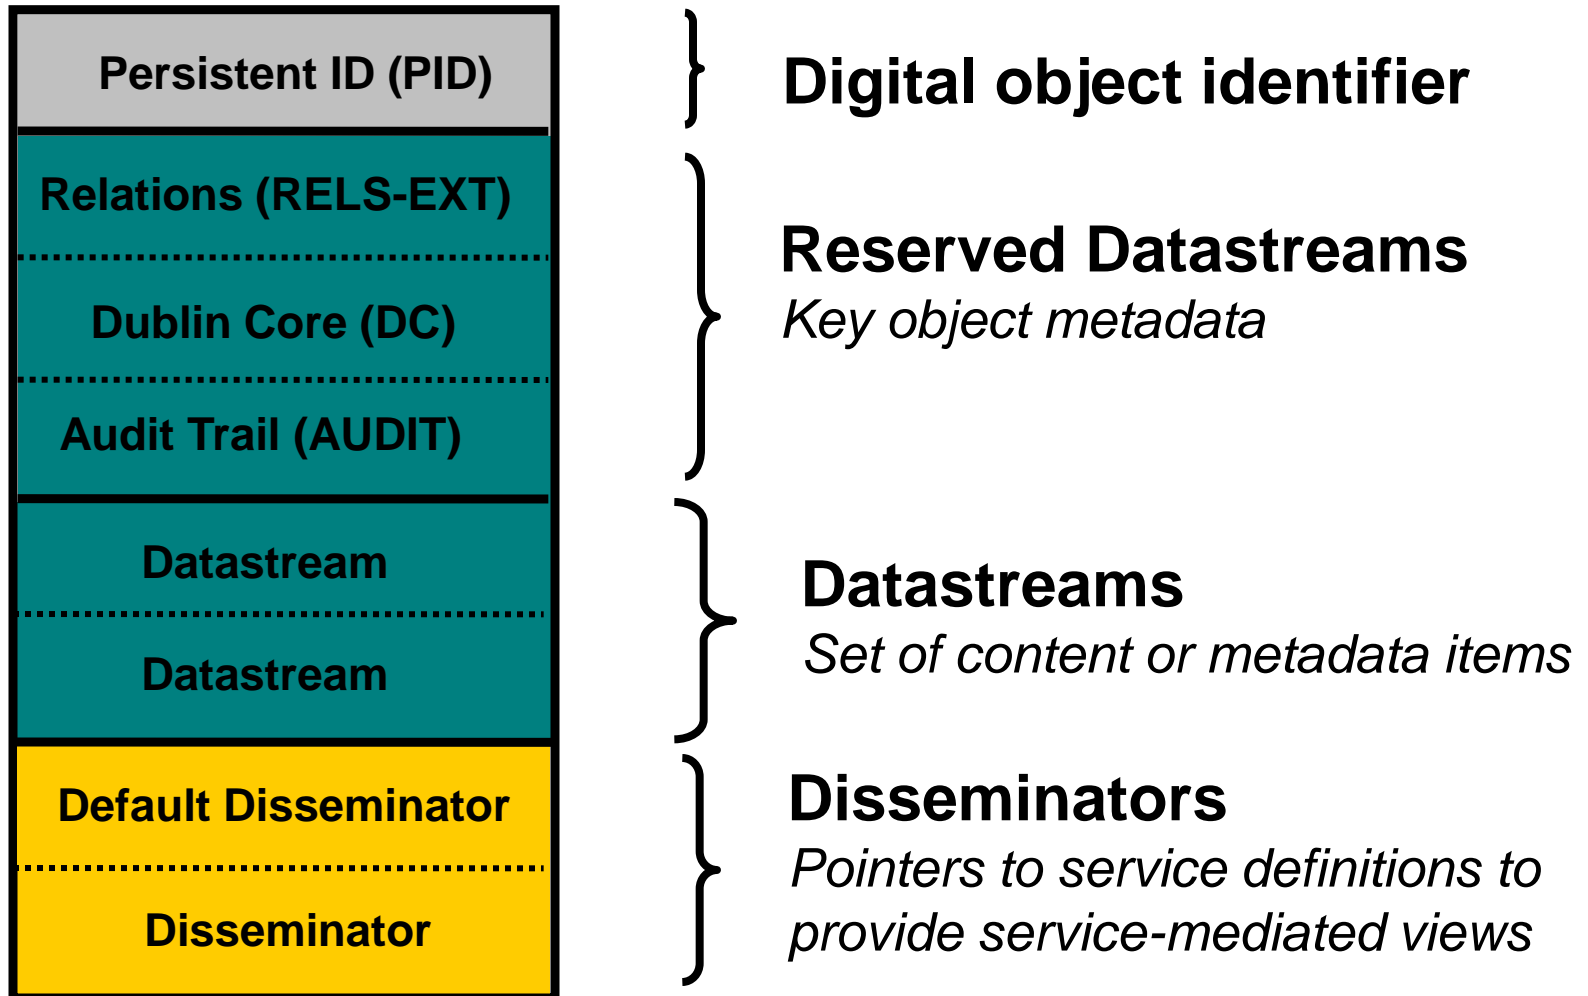 Persistent ID (PID)
Digital object identifier
Relations (RELS-EXT)
Dublin Core (DC)
Audit Trail (AUDIT)
Reserved Datastreams
Key object metadata
Datastream
Datastream
Datastreams
Set of content or metadata items
Default Disseminator
Disseminator
Disseminators
Pointers to service definitions to
provide service-mediated views